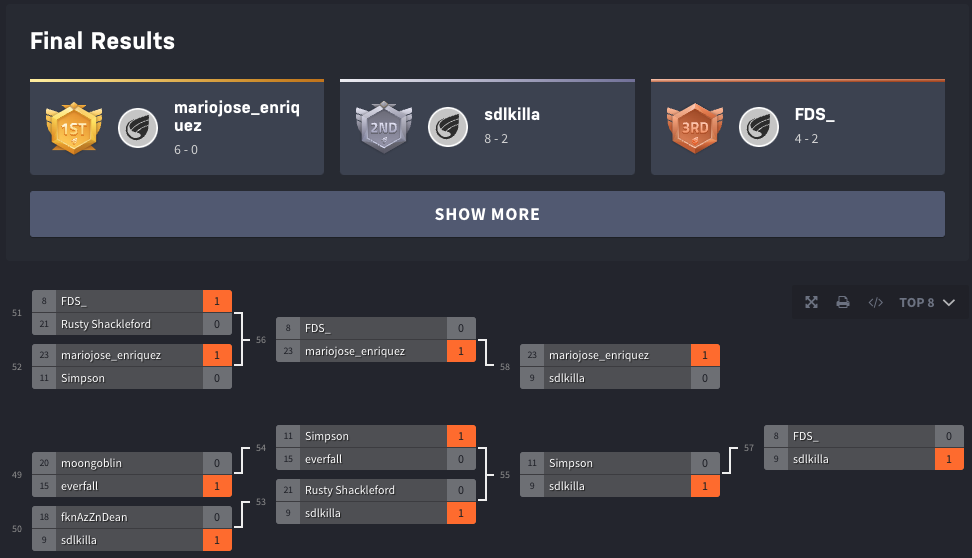 Final Results
1ST
mariojose_enriq
uez
6 - 0
2ND
sdlkilla
8 - 2
3RD
FDS_
4 - 2
SHOW MORE
TOP 8
51
8 FDS_ 1
21 Rusty Shackleford 0
52
23 mariojose_enriquez 1
11 Simpson 0
56
8 FDS_ 0
23 mariojose_enriquez 1
58
23 mariojose_enriquez 1
9 sdlkilla 0
49
20 moongoblin 0
15 everfall 1
50
18 fknAzZnDean 0
9 sdlkilla 1
54
11 Simpson 1
15 everfall 0
53
21 Rusty Shackleford 0
9 sdlkilla 1
55
11 Simpson 0
9 sdlkilla 1
57
8 FDS_ 0
9 sdlkilla 1